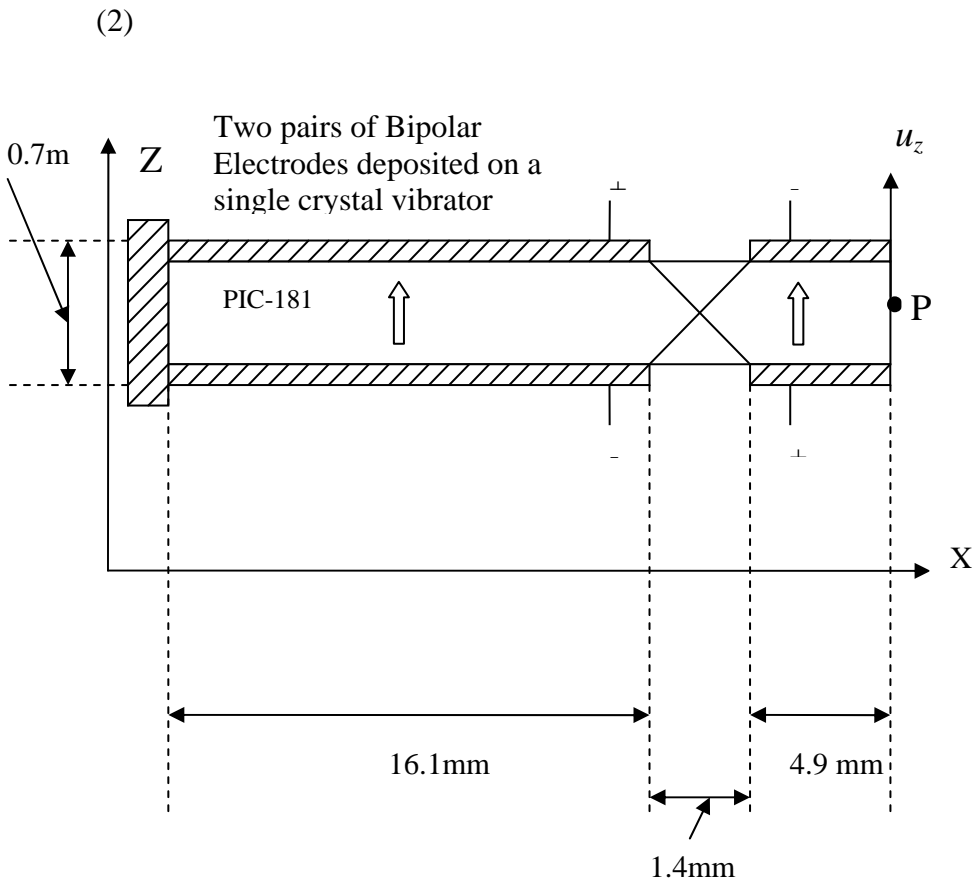 (2)
Two pairs of Bipolar
Electrodes deposited on a
single crystal vibrator
0.7m
Z
u_z
+
-
PIC-181
P
-
+
X
16.1mm
4.9 mm
1.4mm